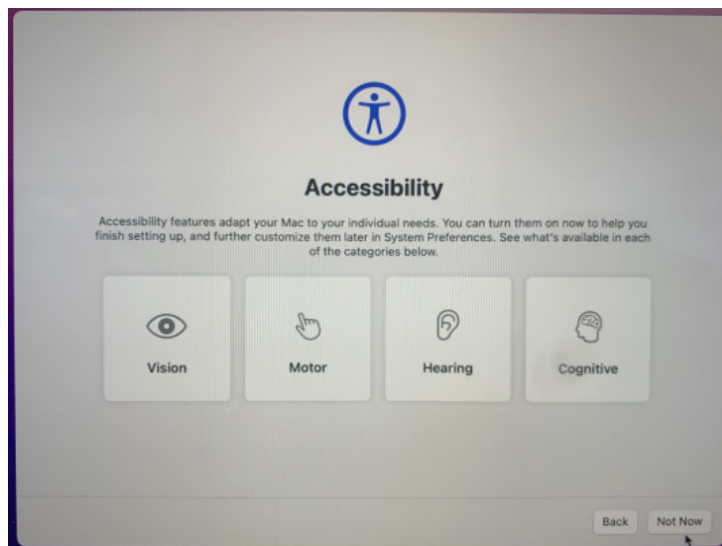 Accessibility
Accessibility features adapt your Mac to your individual needs. You can turn them on now to help you
finish setting up, and further customize them later in System Preferences. See what's available in each
of the categories below.
Vision
Motor
Hearing
Cognitive
Back
Not Now